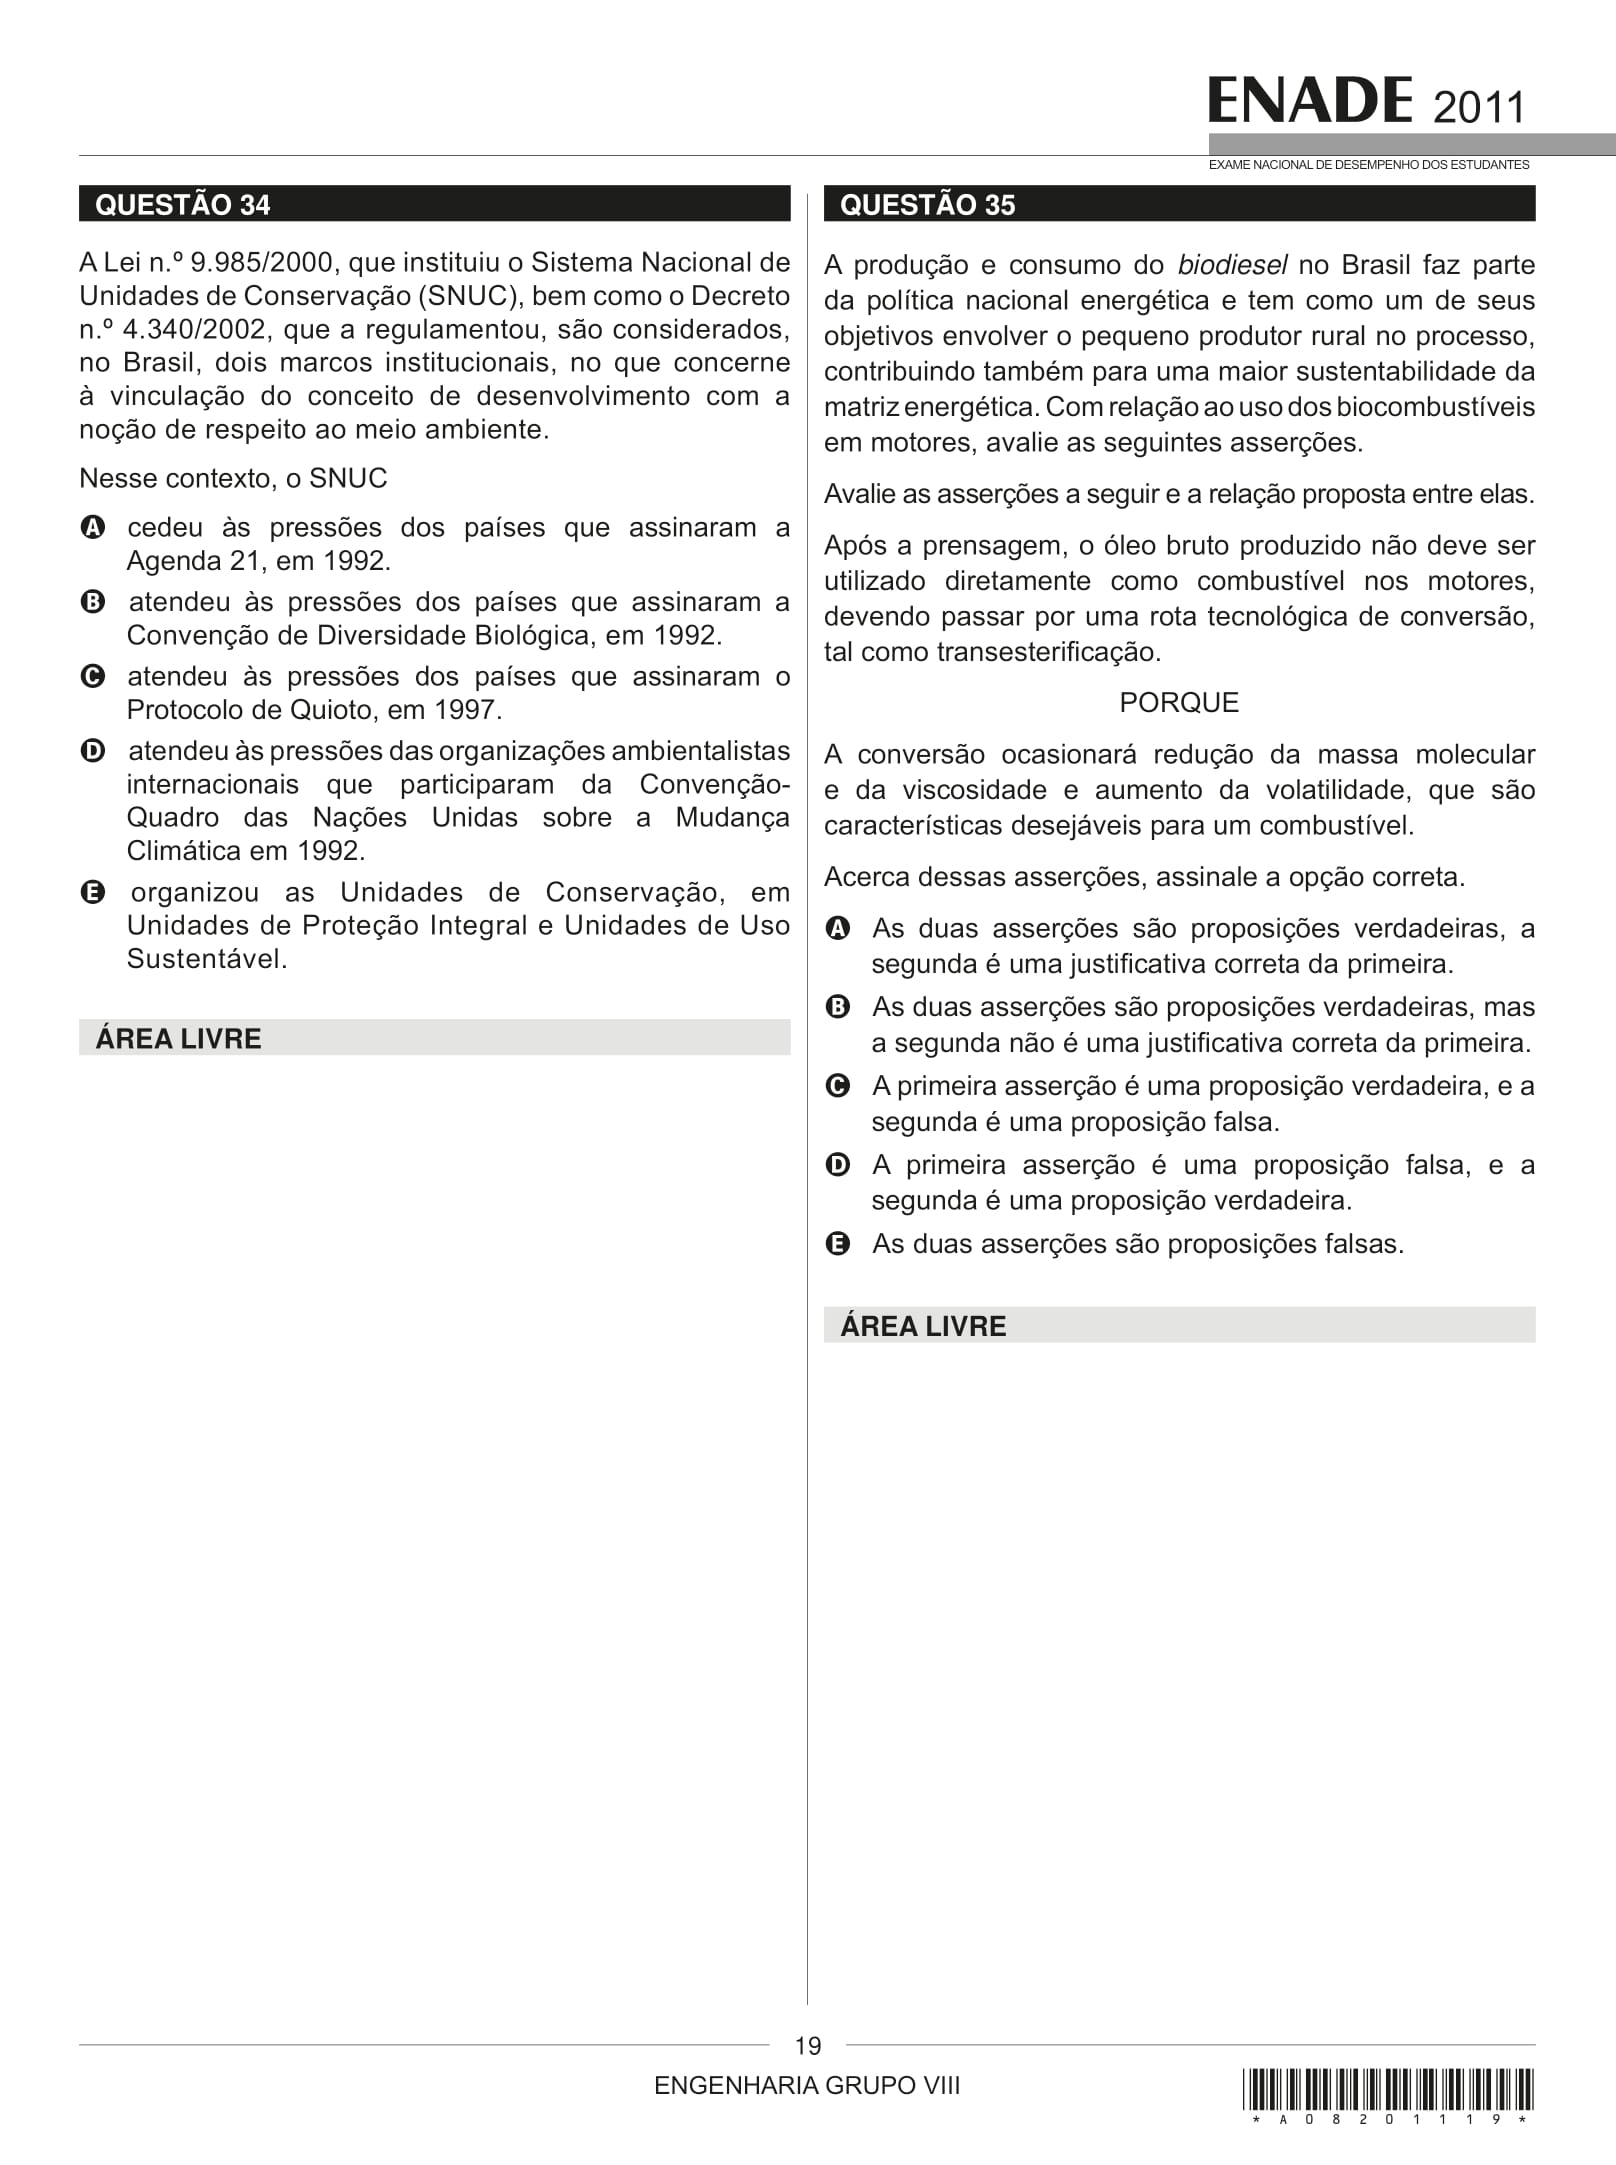 ENADE 2011
EXAME NACIONAL DE DESEMPENHO DOS ESTUDANTES
QUESTÃO 34
A Lei n.º 9.985/2000, que instituiu o Sistema Nacional de
Unidades de Conservação (SNUC), bem como o Decreto
n.º 4.340/2002, que a regulamentou, são considerados,
no Brasil, dois marcos institucionais, no que concerne
à vinculação do conceito de desenvolvimento com a
noção de respeito ao meio ambiente.
Nesse contexto, o SNUC
A cedeu às pressões dos países que assinaram a
Agenda 21, em 1992.
B atendeu às pressões dos países que assinaram a
Convenção de Diversidade Biológica, em 1992.
C atendeu às pressões dos países que assinaram o
Protocolo de Quioto, em 1997.
D atendeu às pressões das organizações ambientalistas
internacionais que participaram da Convenção-
Quadro das Nações Unidas sobre a Mudança
Climática em 1992.
E organizou as Unidades de Conservação, em
Unidades de Proteção Integral e Unidades de Uso
Sustentável.
ÁREA LIVRE
QUESTÃO 35
A produção e consumo do biodiesel no Brasil faz parte
da política nacional energética e tem como um de seus
objetivos envolver o pequeno produtor rural no processo,
contribuindo também para uma maior sustentabilidade da
matriz energética. Com relação ao uso dos biocombustíveis
em motores, avalie as seguintes asserções.
Avalie as asserções a seguir e a relação proposta entre elas.
Após a prensagem, o óleo bruto produzido não deve ser
utilizado diretamente como combustível nos motores,
devendo passar por uma rota tecnológica de conversão,
tal como transesterificação.
PORQUE
A conversão ocasionará redução da massa molecular
e da viscosidade e aumento da volatilidade, que são
características desejáveis para um combustível.
Acerca dessas asserções, assinale a opção correta.
A As duas asserções são proposições verdadeiras, a
segunda é uma justificativa correta da primeira.
B As duas asserções são proposições verdadeiras, mas
a segunda não é uma justificativa correta da primeira.
C A primeira asserção é uma proposição verdadeira, e a
segunda é uma proposição falsa.
D A primeira asserção é uma proposição falsa, e a
segunda é uma proposição verdadeira.
E As duas asserções são proposições falsas.
ÁREA LIVRE
19
ENGENHARIA GRUPO VIII
* A 0 8 2 0 1 1 1 9 *